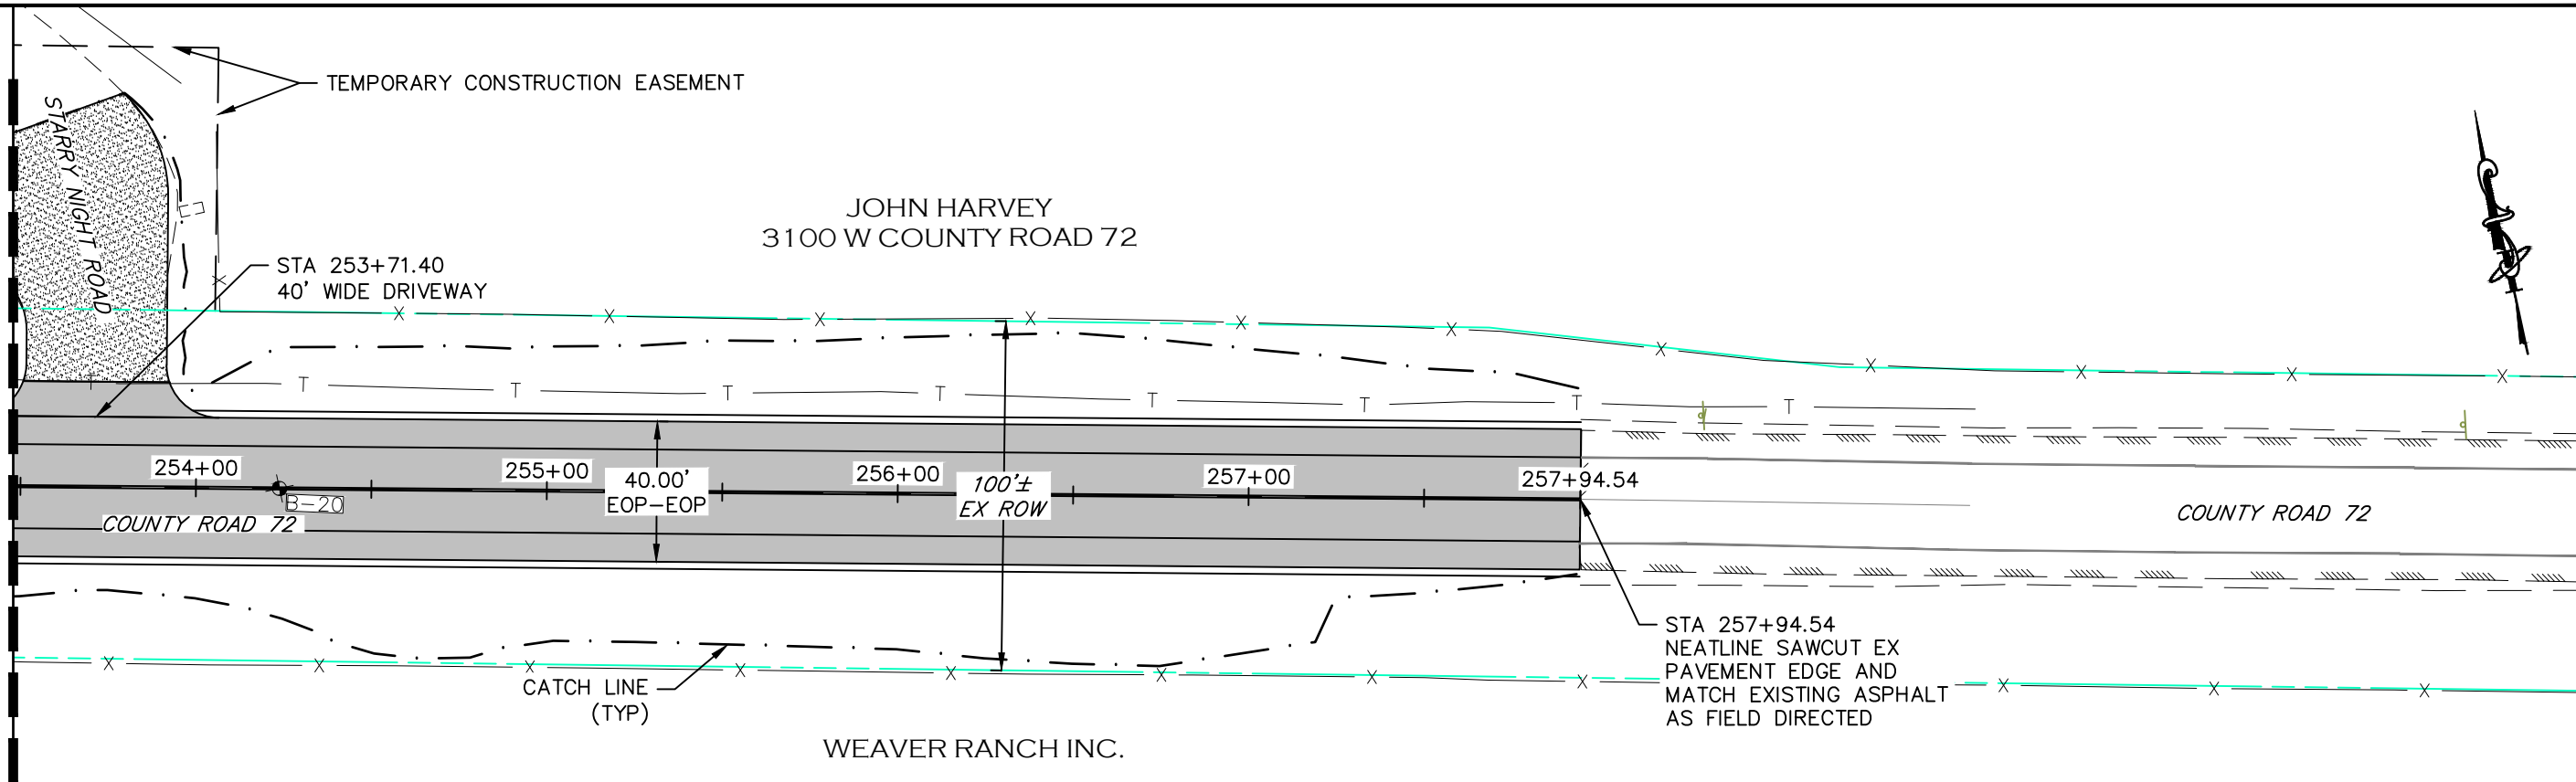 TEMPORARY CONSTRUCTION EASEMENT
STARRY NIGHT ROAD
JOHN HARVEY
3100 W COUNTY ROAD 72
STA 253+71.40
40' WIDE DRIVEWAY
X X X X X X X X X X X X
T T T T T T T T
254+00
255+00
40.00'
EOP-EOP
256+00
100'±
EX ROW
257+00
257+94.54
B-20
COUNTY ROAD 72
COUNTY ROAD 72
STA 257+94.54
NEATLINE SAWCUT EX
PAVEMENT EDGE AND
MATCH EXISTING ASPHALT
AS FIELD DIRECTED
X X X X X X X X X X X
CATCH LINE
(TYP)
WEAVER RANCH INC.